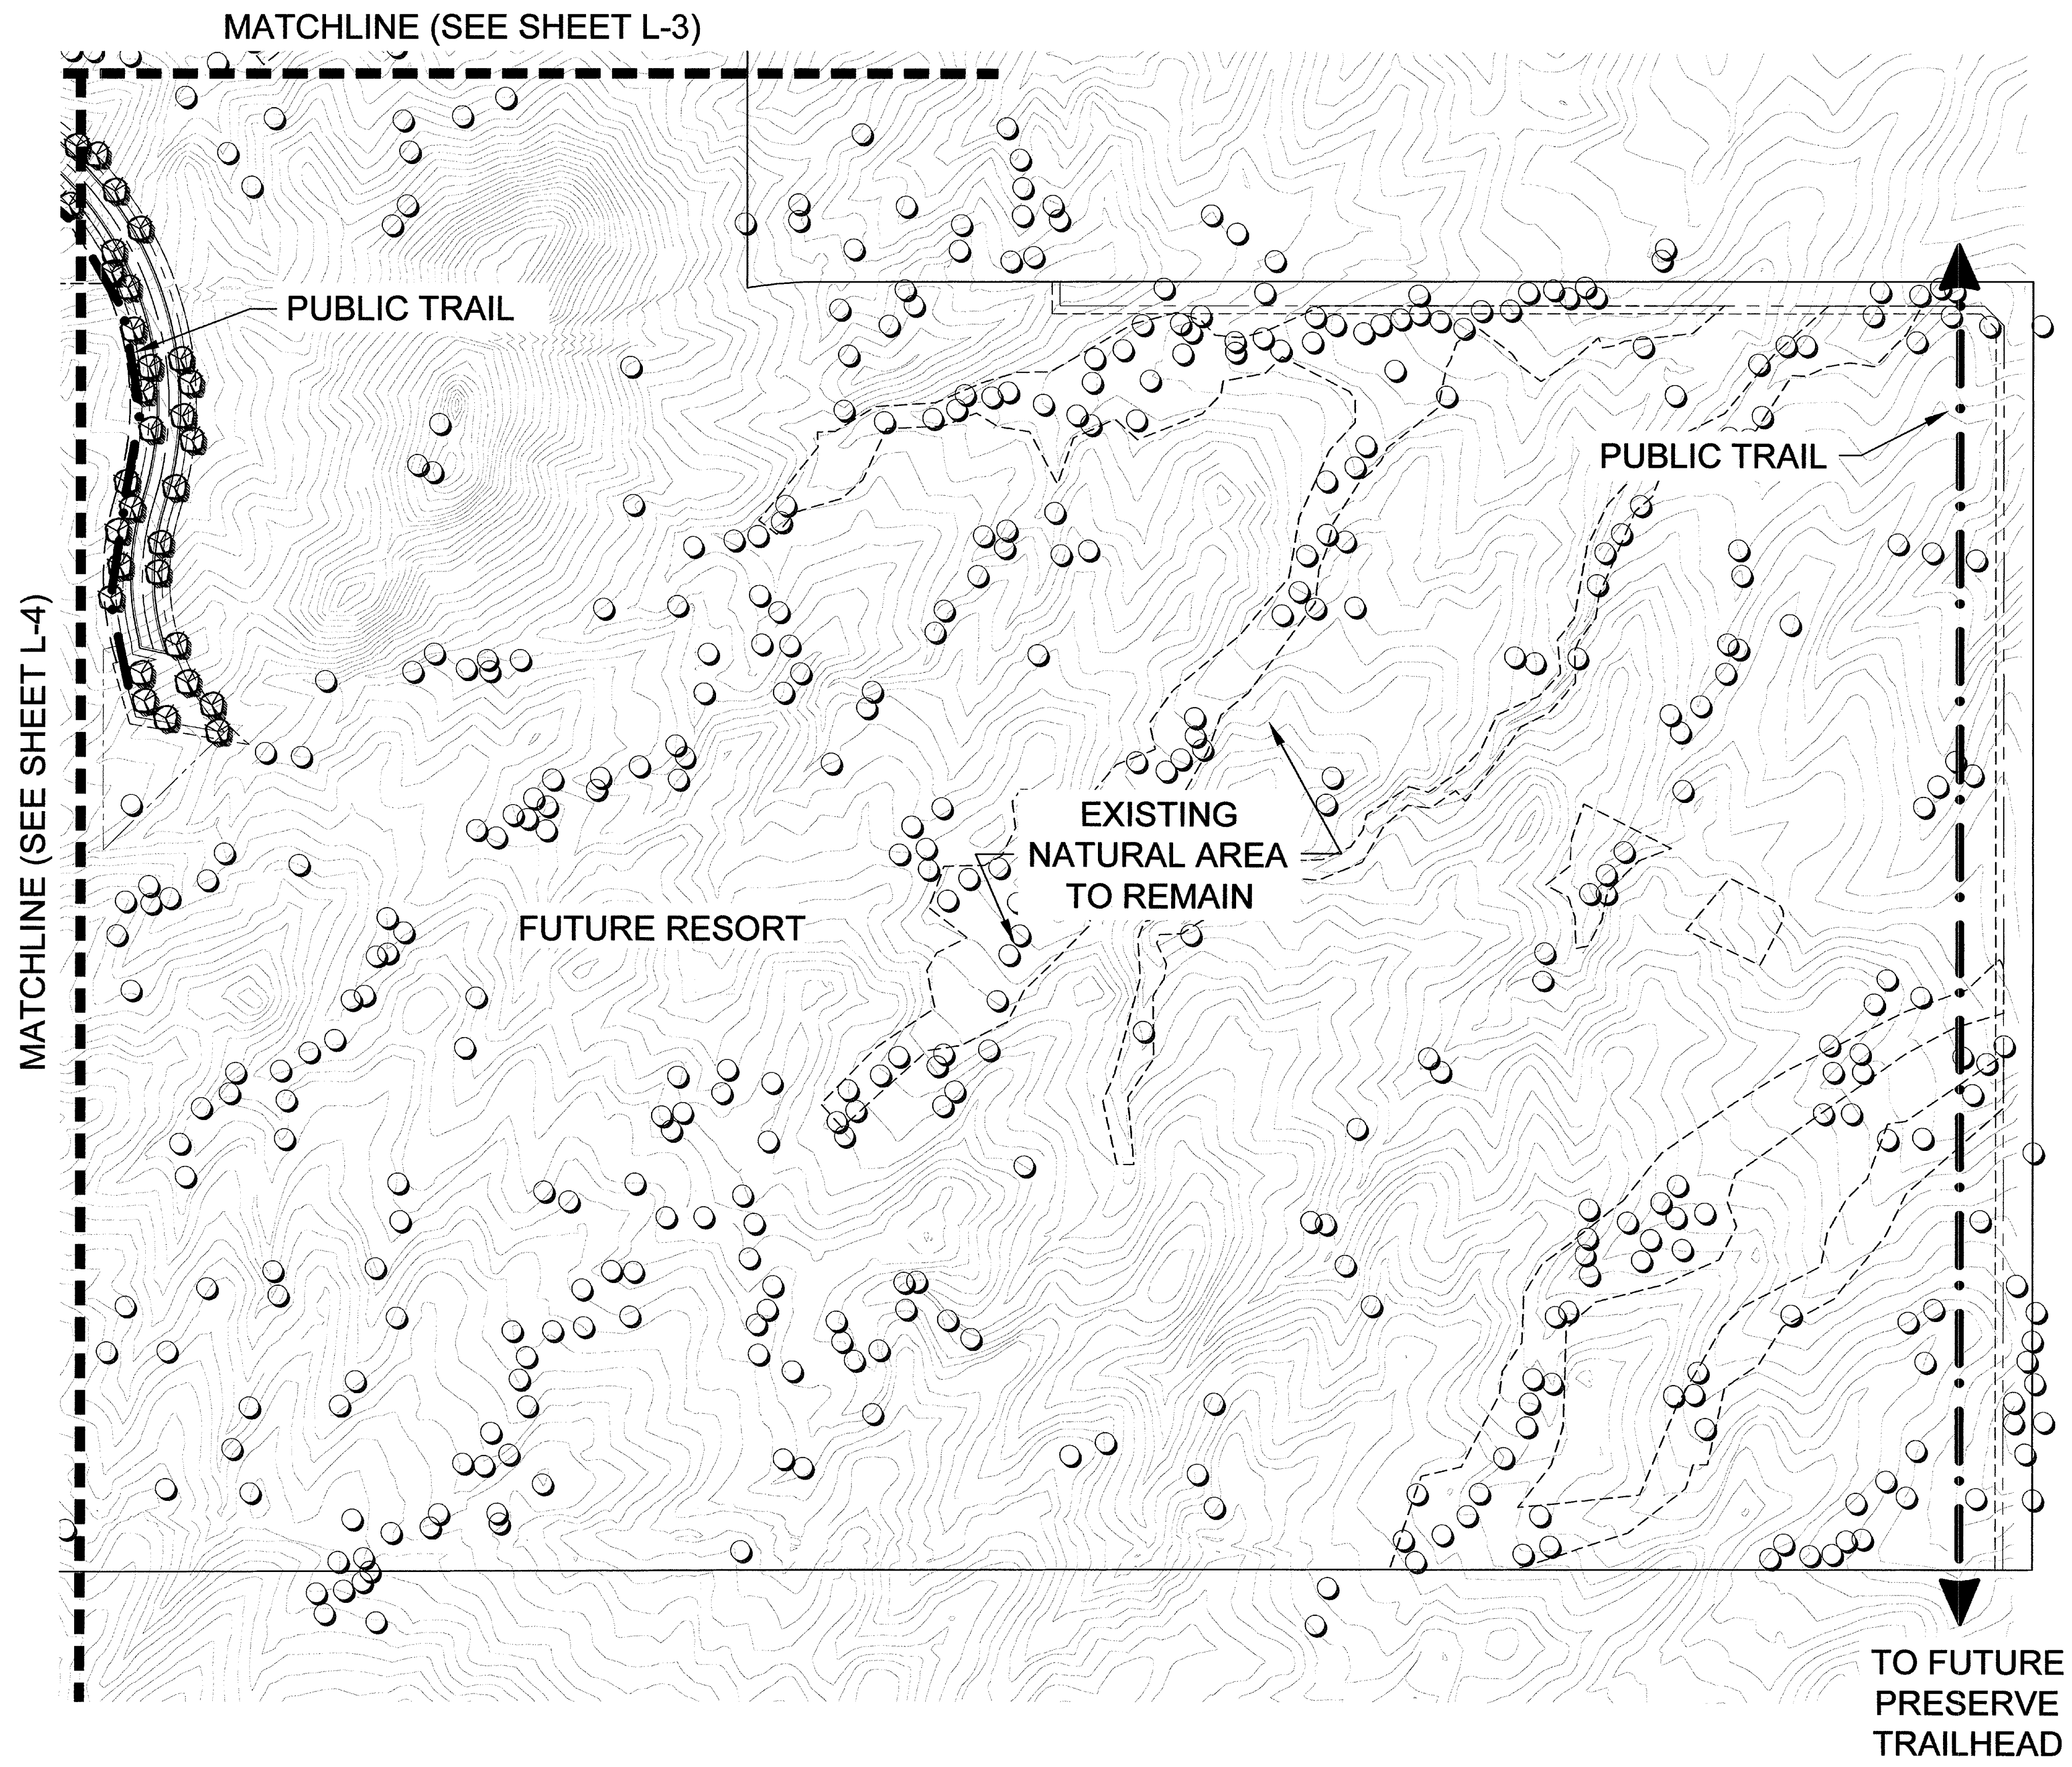 MATCHLINE (SEE SHEET L-3)
PUBLIC TRAIL
PUBLIC TRAIL
MATCHLINE (SEE SHEET L-4)
EXISTING
NATURAL AREA
TO REMAIN
FUTURE RESORT
TO FUTURE
PRESERVE
TRAILHEAD